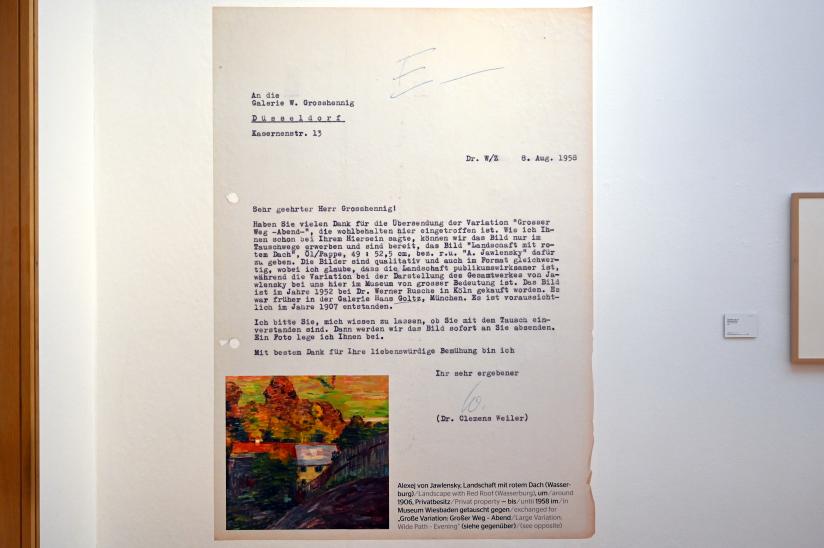 E
An die
Galerie W. Grosshennig
Düsseldorf
Kasernenstr. 13
Dr. W/Z 8. Aug. 1958
Sehr geehrter Herr Grosshennig!
Haben Sie vielen Dank für die Übersendung der Variation "Grosser
Weg -Abend-", die wohlbehalten hier eingetroffen ist. Wie ich Ih-
nen schon bei Ihrem Hiersein sagte, können wir das Bild nur im
Tauschwege erwerben und sind bereit, das Bild "Landschaft mit ro-
tem Dach", Öl/Pappe, 49 : 52,5 cm, bez. r.u. "A. Jawlensky" dafür
zu geben. Die Bilder sind qualitativ und auch im Format gleichwer-
tig, wobei ich glaube, dass die Landschaft publikumswirksamer ist,
während die Variation bei der Darstellung des Gesamtwerkes von Ja-
wlensky bei uns hier im Museum von grosser Bedeutung ist. Das Bild
ist im Jahre 1952 bei Dr. Werner Rusche in Köln gekauft worden. Es
war früher in der Galerie Hans Goltz, München. Es ist voraussicht-
lich im Jahre 1907 entstanden.
Ich bitte Sie, mich wissen zu lassen, ob Sie mit dem Tausch ein-
verstanden sind. Dann werden wir das Bild sofort an Sie absenden.
Ein Foto lege ich Ihnen bei.
Mit bestem Dank für Ihre liebenswürdige Bemühung bin ich
Ihr sehr ergebener
W.
(Dr. Clemens Weiler)
Alexej von Jawlensky, Landschaft mit rotem Dach (Wasser-
burg)/Landscape with Red Roof (Wasserburg), um/around
1906, Privatbesitz/Private property – bis/until 1958 im/in
Museum Wiesbaden getauscht gegen/exchanged for
„Große Variation: Großer Weg – Abend/Large Variation:
Wide Path – Evening" (siehe gegenüber)/(see opposite)